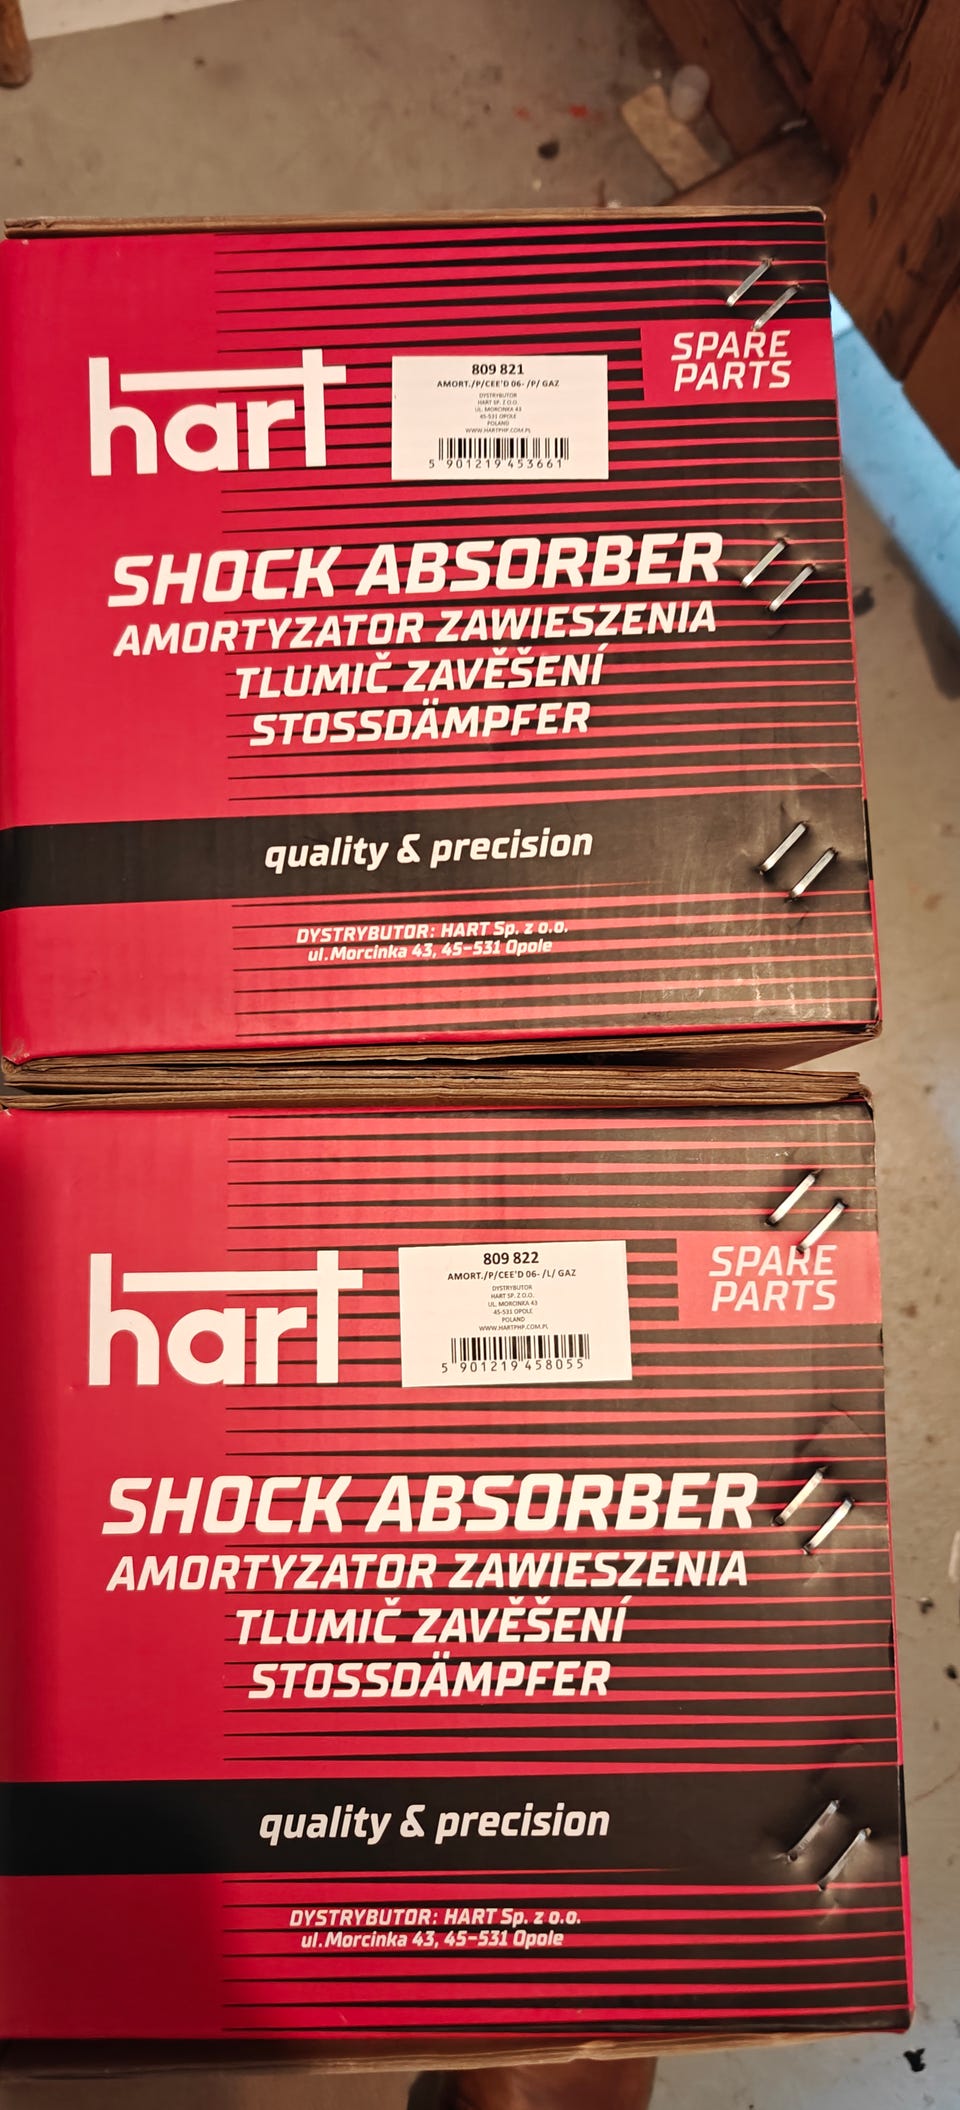 hart
809 821
AMORT./P/CEE'D 06- /P/ GAZ
DYSTRYBUTOR
HART SP. Z O.O.
UL. MORCINKA 43
45-531 OPOLE
POLAND
WWW.HARTPHP.COM.PL
5 901219 453661
SPARE
PARTS
SHOCK ABSORBER
AMORTYZATOR ZAWIESZENIA
TLUMIČ ZAVĚŠENÍ
STOSSDÄMPFER
quality & precision
DYSTRYBUTOR: HART Sp. z o.o.
ul.Morcinka 43, 45-531 Opole
hart
809 822
AMORT./P/CEE'D 06- /L/ GAZ
DYSTRYBUTOR
HART SP. Z O.O.
UL. MORCINKA 43
45-531 OPOLE
POLAND
WWW.HARTPHP.COM.PL
5 901219 458055
SPARE
PARTS
SHOCK ABSORBER
AMORTYZATOR ZAWIESZENIA
TLUMIČ ZAVĚŠENÍ
STOSSDÄMPFER
quality & precision
DYSTRYBUTOR: HART Sp. z o.o.
ul.Morcinka 43, 45-531 Opole